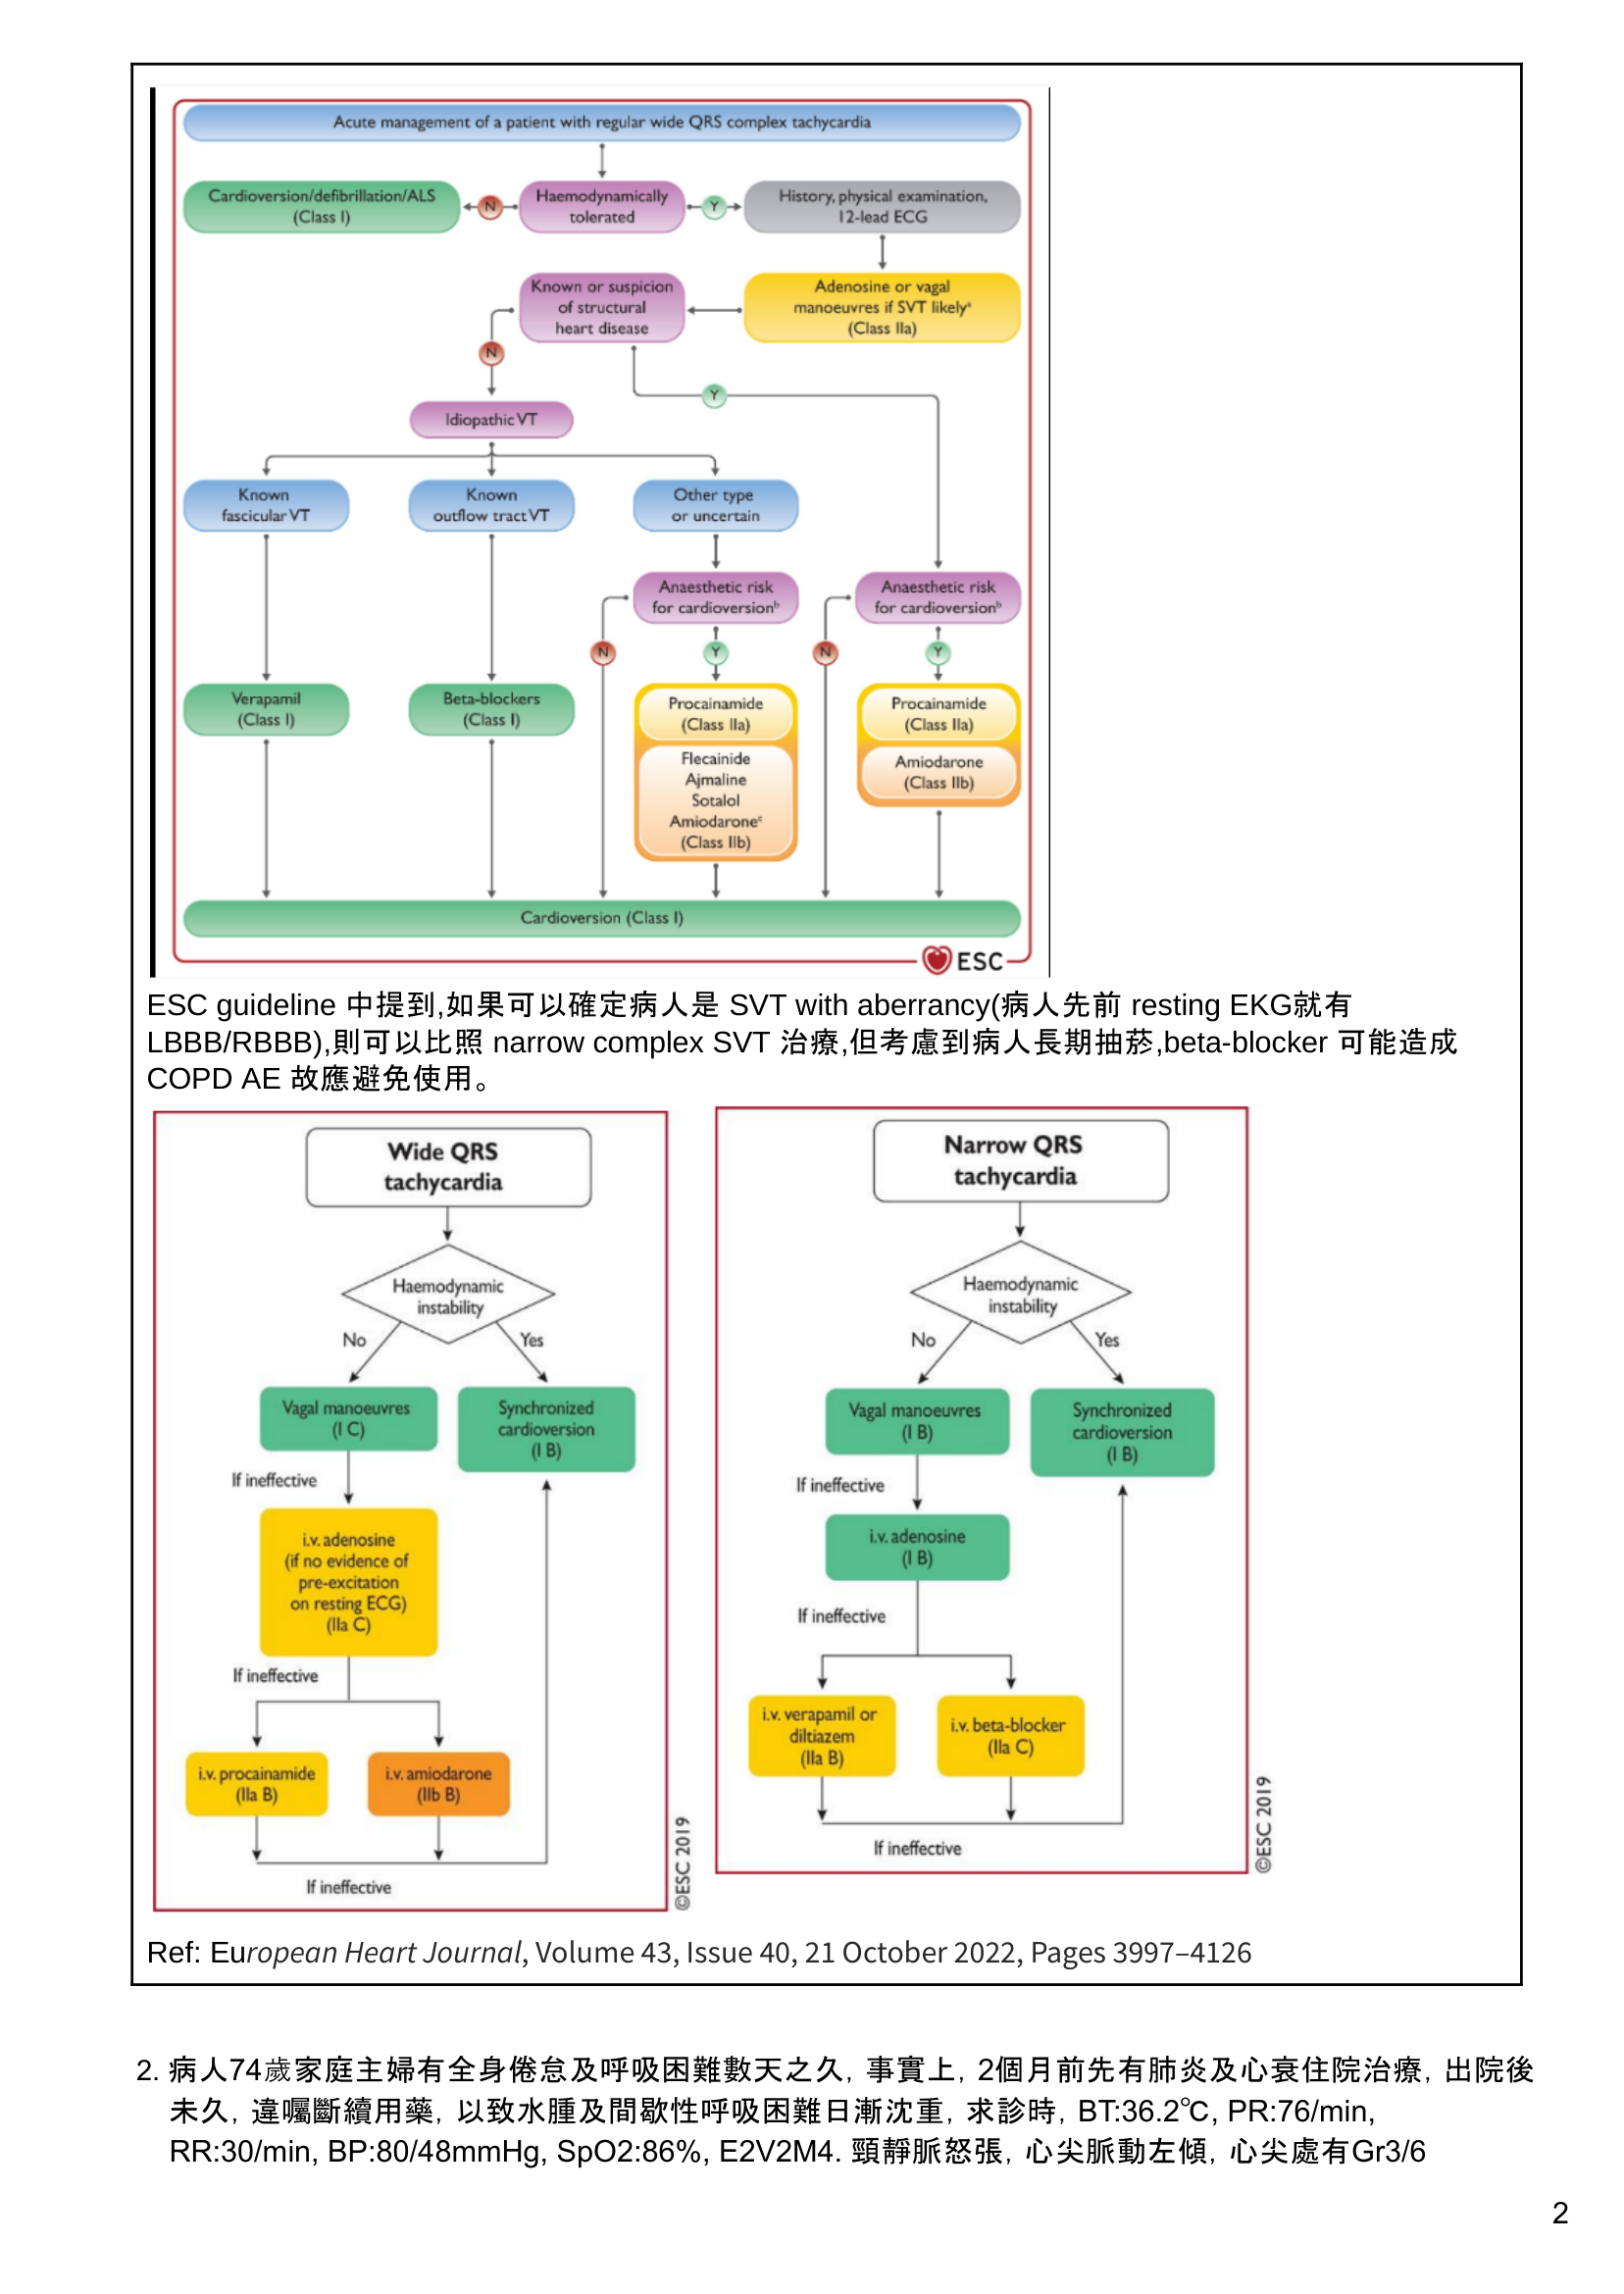 Acute management of a patient with regular wide QRS complex tachycardia
Cardioversion/defibrillation/ALS
(Class I)
N
Haemodynamically
tolerated
Y
History, physical examination,
12-lead ECG
Known or suspicion
of structural
heart disease
Adenosine or vagal
manoeuvres if SVT likelyᵃ
(Class IIa)
N
Y
Idiopathic VT
Known
fascicular VT
Known
outflow tract VT
Other type
or uncertain
Anaesthetic risk
for cardioversionᵇ
Anaesthetic risk
for cardioversionᵇ
N
Y
N
Y
Verapamil
(Class I)
Beta-blockers
(Class I)
Procainamide
(Class IIa)
Flecainide
Ajmaline
Sotalol
Amiodaroneᶜ
(Class IIb)
Procainamide
(Class IIa)
Amiodarone
(Class IIb)
Cardioversion (Class I)
ESC
ESC guideline 中提到,如果可以確定病人是 SVT with aberrancy(病人先前 resting EKG就有
LBBB/RBBB),則可以比照 narrow complex SVT 治療,但考慮到病人長期抽菸,beta-blocker 可能造成
COPD AE 故應避免使用。
Wide QRS
tachycardia
Haemodynamic
instability
No
Yes
Vagal manoeuvres
(I C)
Synchronized
cardioversion
(I B)
If ineffective
i.v. adenosine
(if no evidence of
pre-excitation
on resting ECG)
(IIa C)
If ineffective
i.v. procainamide
(IIa B)
i.v. amiodarone
(IIb B)
If ineffective
©ESC 2019
Narrow QRS
tachycardia
Haemodynamic
instability
No
Yes
Vagal manoeuvres
(I B)
Synchronized
cardioversion
(I B)
If ineffective
i.v. adenosine
(I B)
If ineffective
i.v. verapamil or
diltiazem
(IIa B)
i.v. beta-blocker
(IIa C)
If ineffective
©ESC 2019
Ref: European Heart Journal, Volume 43, Issue 40, 21 October 2022, Pages 3997–4126
2. 病人74歲家庭主婦有全身倦怠及呼吸困難數天之久, 事實上, 2個月前先有肺炎及心衰住院治療, 出院後
未久, 違囑斷續用藥, 以致水腫及間歇性呼吸困難日漸沈重, 求診時, BT:36.2℃, PR:76/min,
RR:30/min, BP:80/48mmHg, SpO2:86%, E2V2M4. 頸靜脈怒張, 心尖脈動左傾, 心尖處有Gr3/6
2